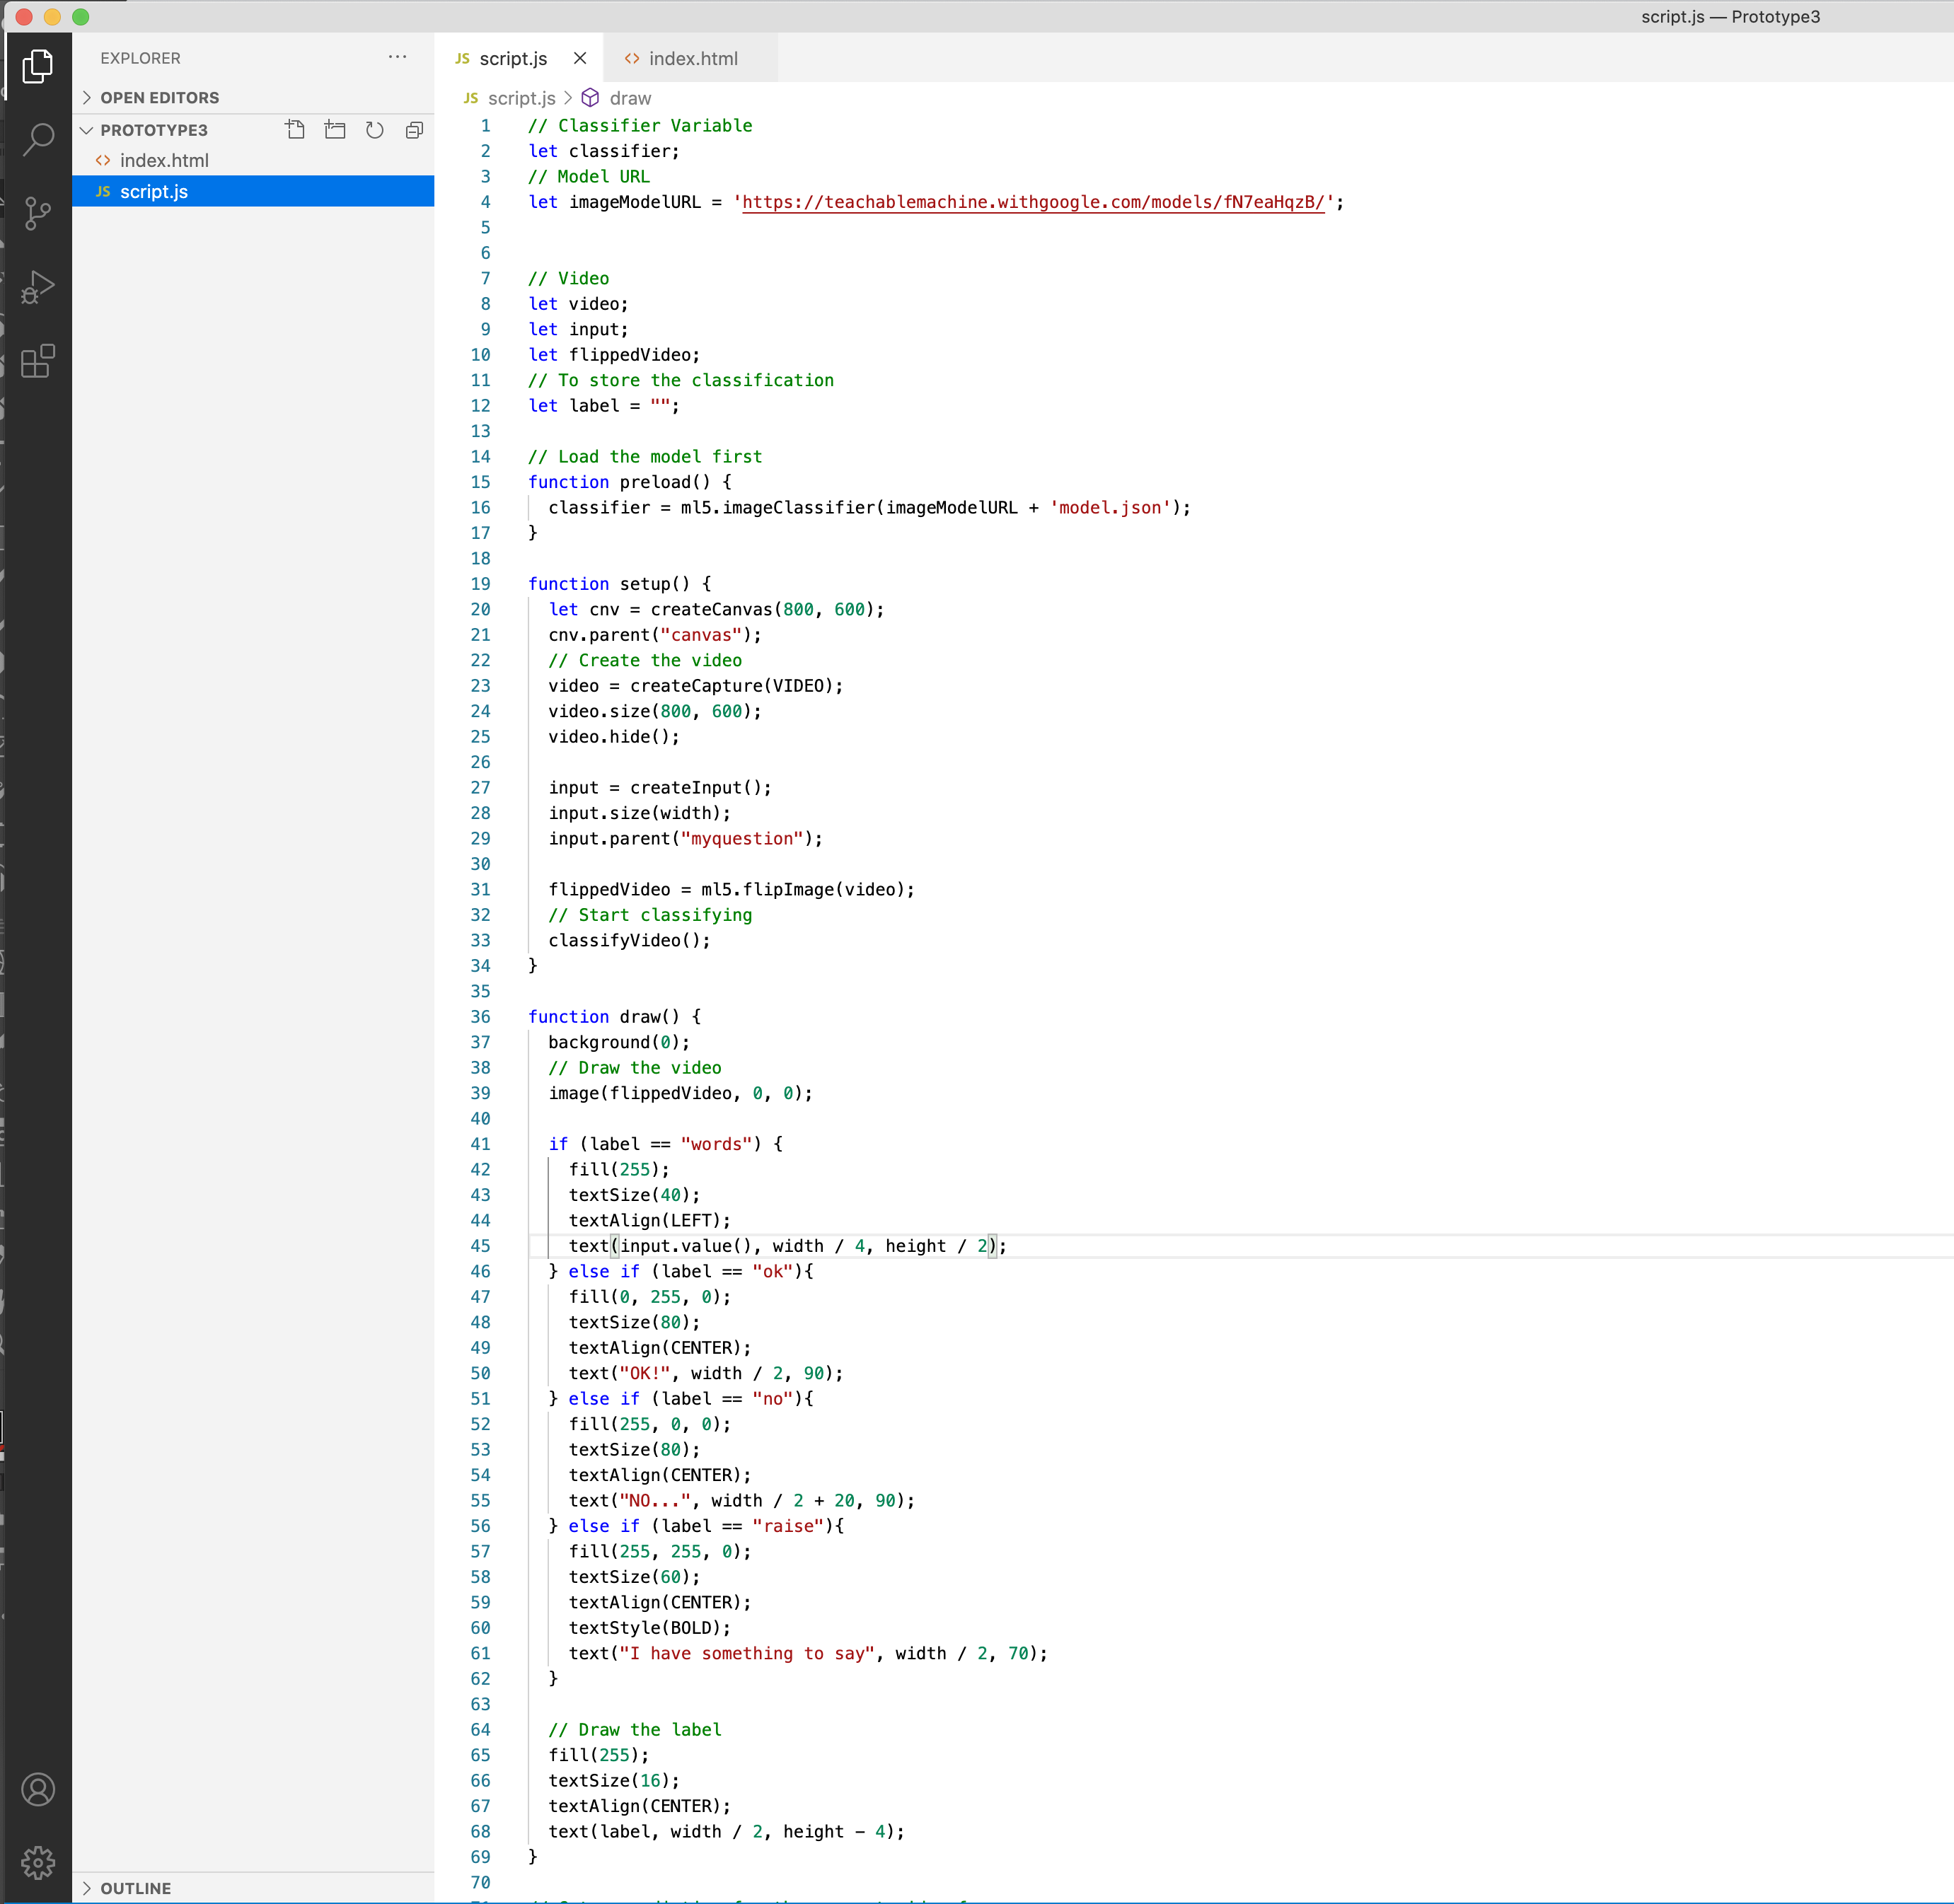 script.js — Prototype3
EXPLORER
···
JS script.js
<> index.html
OPEN EDITORS
JS script.js > draw
PROTOTYPE3
<> index.html
JS script.js
1 // Classifier Variable
2 let classifier;
3 // Model URL
4 let imageModelURL = 'https://teachablemachine.withgoogle.com/models/fN7eaHqzB/';
5
6
7 // Video
8 let video;
9 let input;
10 let flippedVideo;
11 // To store the classification
12 let label = "";
13
14 // Load the model first
15 function preload() {
16 classifier = ml5.imageClassifier(imageModelURL + 'model.json');
17 }
18
19 function setup() {
20 let cnv = createCanvas(800, 600);
21 cnv.parent("canvas");
22 // Create the video
23 video = createCapture(VIDEO);
24 video.size(800, 600);
25 video.hide();
26
27 input = createInput();
28 input.size(width);
29 input.parent("myquestion");
30
31 flippedVideo = ml5.flipImage(video);
32 // Start classifying
33 classifyVideo();
34 }
35
36 function draw() {
37 background(0);
38 // Draw the video
39 image(flippedVideo, 0, 0);
40
41 if (label == "words") {
42 fill(255);
43 textSize(40);
44 textAlign(LEFT);
45 text(input.value(), width / 4, height / 2);
46 } else if (label == "ok"){
47 fill(0, 255, 0);
48 textSize(80);
49 textAlign(CENTER);
50 text("OK!", width / 2, 90);
51 } else if (label == "no"){
52 fill(255, 0, 0);
53 textSize(80);
54 textAlign(CENTER);
55 text("NO...", width / 2 + 20, 90);
56 } else if (label == "raise"){
57 fill(255, 255, 0);
58 textSize(60);
59 textAlign(CENTER);
60 textStyle(BOLD);
61 text("I have something to say", width / 2, 70);
62 }
63
64 // Draw the label
65 fill(255);
66 textSize(16);
67 textAlign(CENTER);
68 text(label, width / 2, height - 4);
69 }
70
OUTLINE